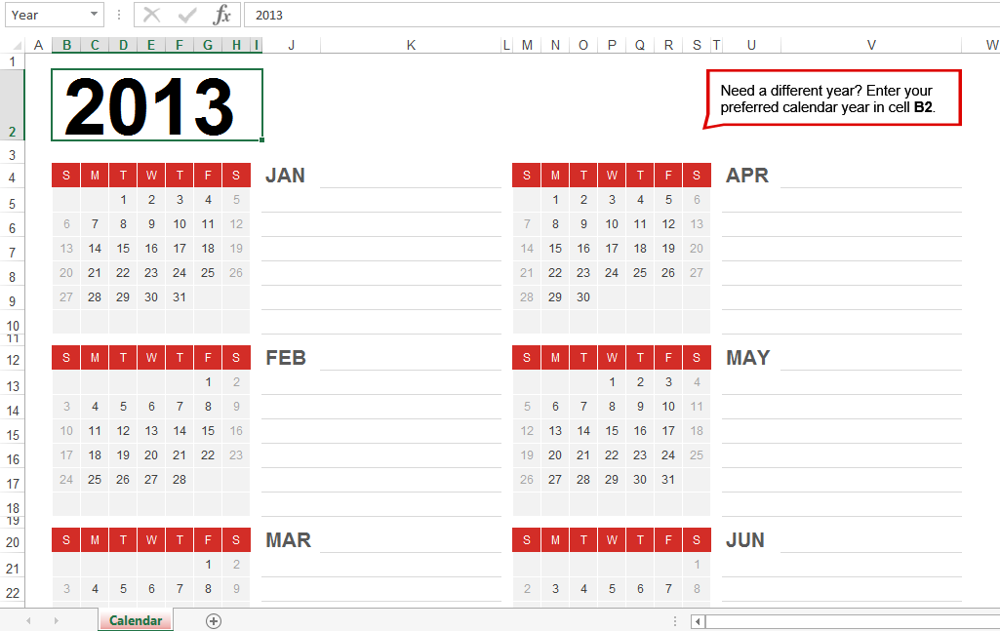 Year 2013
A B C D E F G H I J K L M N O P Q R S T U V W
1
2 2013 Need a different year? Enter your
preferred calendar year in cell B2.
3
4 S M T W T F S JAN S M T W T F S APR
5 1 2 3 4 5 1 2 3 4 5 6
6 6 7 8 9 10 11 12 7 8 9 10 11 12 13
7 13 14 15 16 17 18 19 14 15 16 17 18 19 20
8 20 21 22 23 24 25 26 21 22 23 24 25 26 27
9 27 28 29 30 31 28 29 30
10
11
12 S M T W T F S FEB S M T W T F S MAY
13 1 2 1 2 3 4
14 3 4 5 6 7 8 9 5 6 7 8 9 10 11
15 10 11 12 13 14 15 16 12 13 14 15 16 17 18
16 17 18 19 20 21 22 23 19 20 21 22 23 24 25
17 24 25 26 27 28 26 27 28 29 30 31
18
19
20 S M T W T F S MAR S M T W T F S JUN
21 1 2 1
22 3 4 5 6 7 8 9 2 3 4 5 6 7 8
Calendar